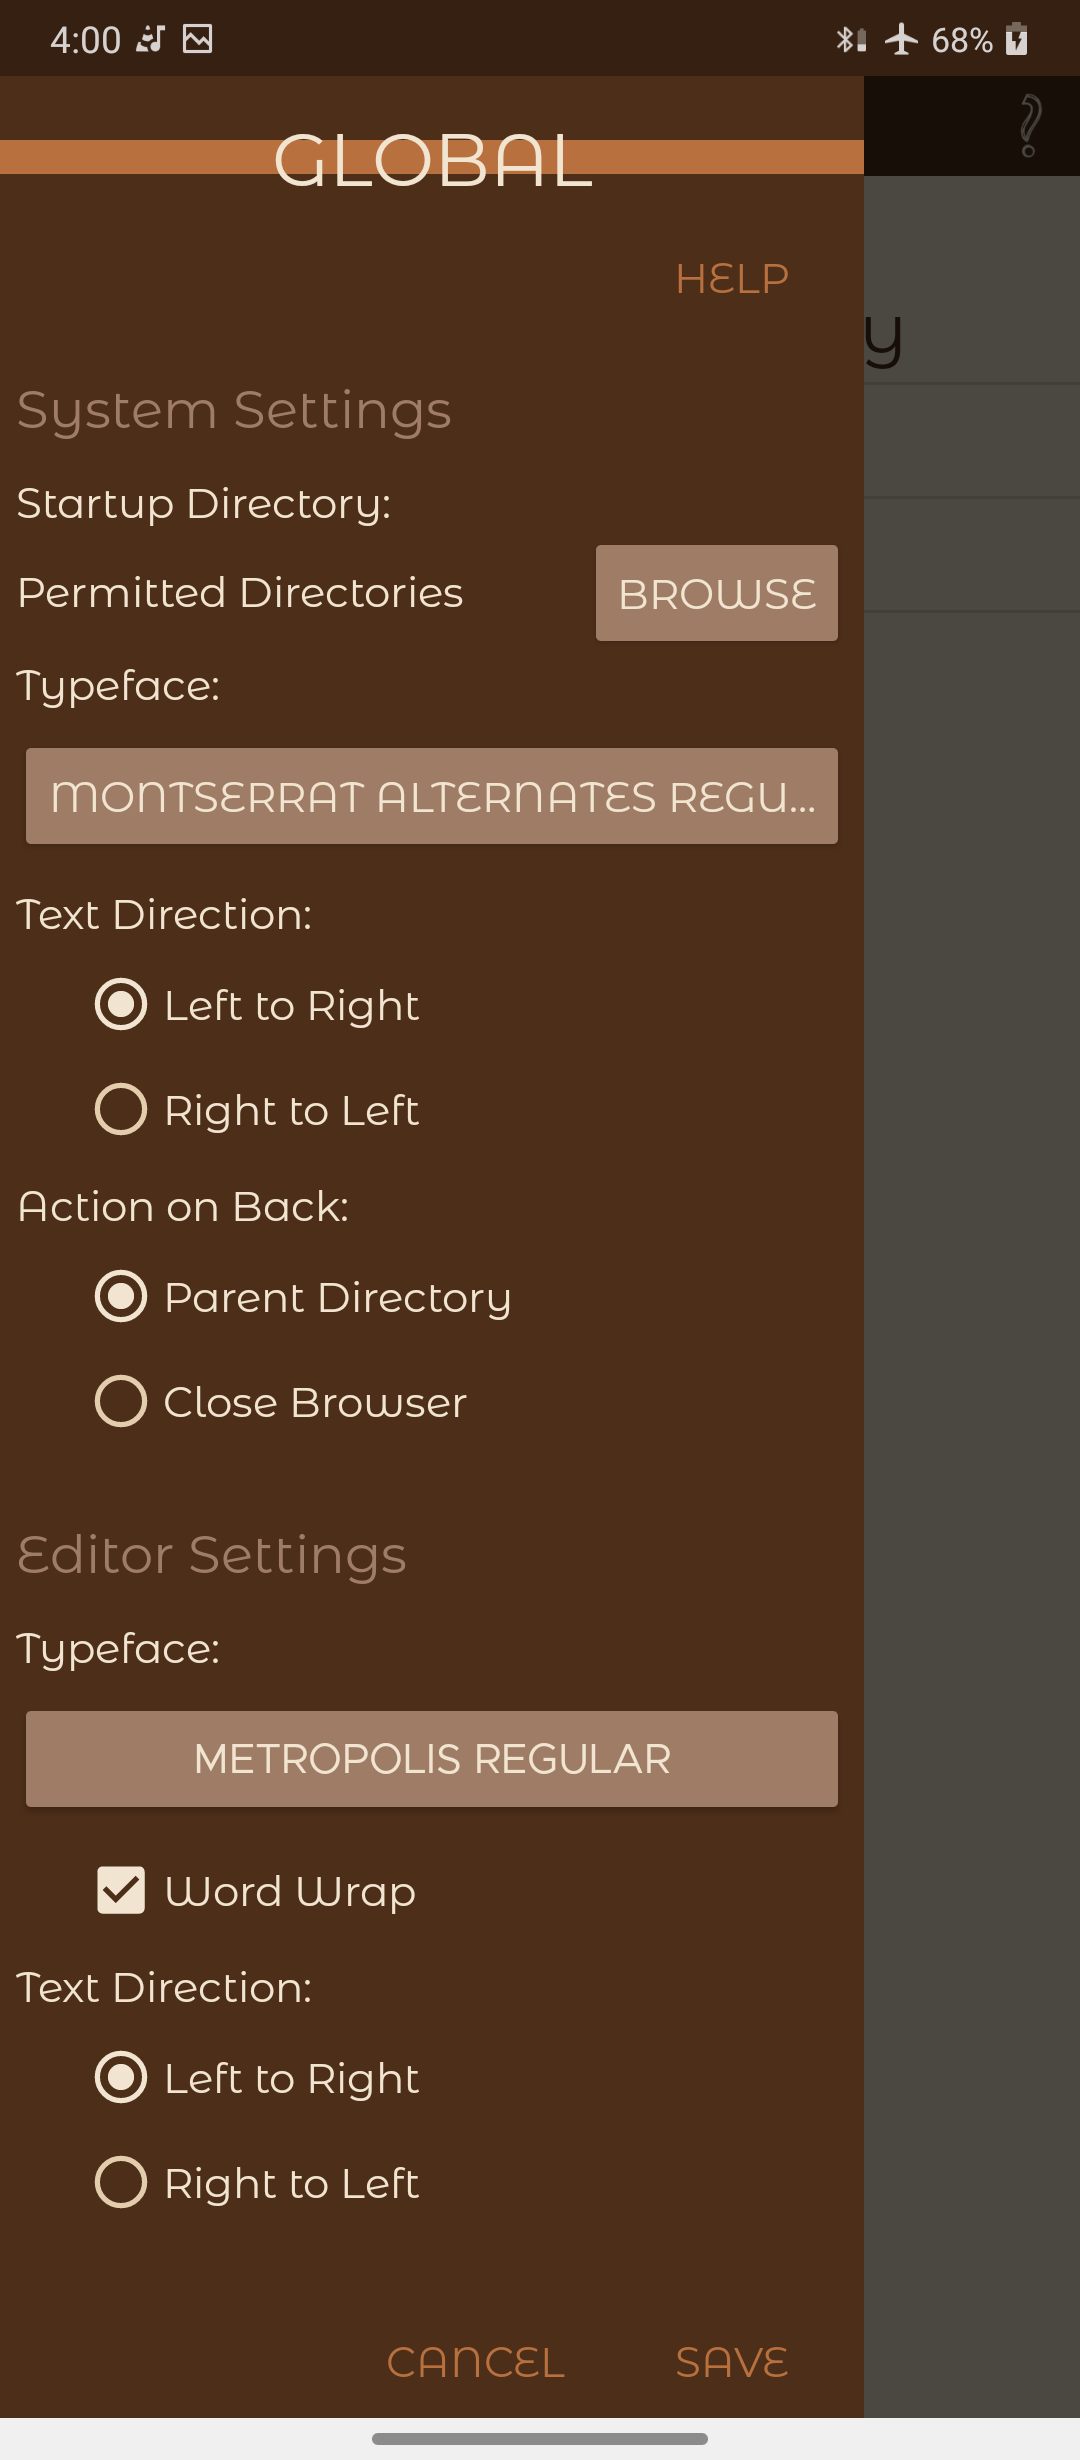 4:00
68%
GLOBAL
HELP
y
System Settings
Startup Directory:
Permitted Directories
BROWSE
Typeface:
MONTSERRAT ALTERNATES REGU...
Text Direction:
Left to Right
Right to Left
Action on Back:
Parent Directory
Close Browser
Editor Settings
Typeface:
METROPOLIS REGULAR
Word Wrap
Text Direction:
Left to Right
Right to Left
CANCEL
SAVE